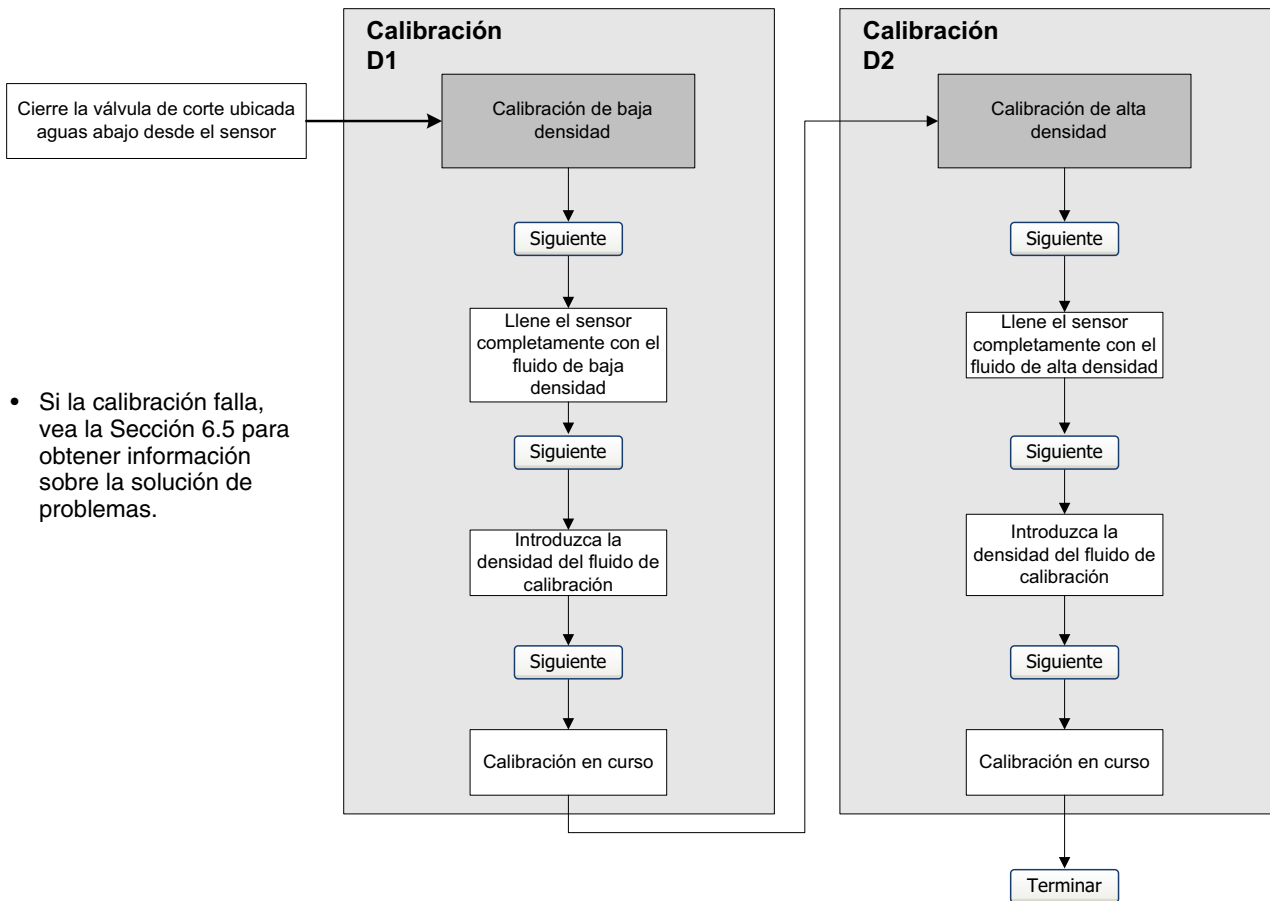 Cierre la válvula de corte ubicada
aguas abajo desde el sensor
• Si la calibración falla,
vea la Sección 6.5 para
obtener información
sobre la solución de
problemas.
Calibración
D1
Calibración de baja
densidad
Siguiente
Llene el sensor
completamente con el
fluido de baja
densidad
Siguiente
Introduzca la
densidad del fluido de
calibración
Siguiente
Calibración en curso
Calibración
D2
Calibración de alta
densidad
Siguiente
Llene el sensor
completamente con el
fluido de alta densidad
Siguiente
Introduzca la
densidad del fluido de
calibración
Siguiente
Calibración en curso
Terminar